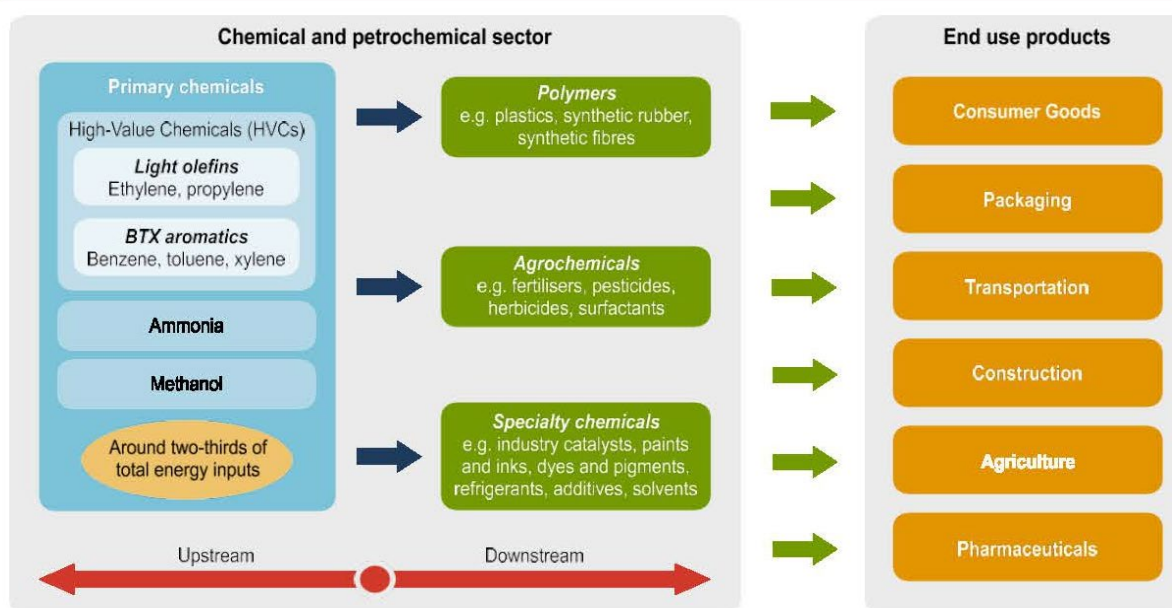 Chemical and petrochemical sector
Primary chemicals
High-Value Chemicals (HVCs)
Light olefins
Ethylene, propylene
BTX aromatics
Benzene, toluene, xylene
Ammonia
Methanol
Around two-thirds of
total energy inputs
Polymers
e.g. plastics, synthetic rubber,
synthetic fibres
Agrochemicals
e.g. fertilisers, pesticides,
herbicides, surfactants
Specialty chemicals
e.g. industry catalysts, paints
and inks, dyes and pigments.
refrigerants, additives, solvents
Upstream
Downstream
End use products
Consumer Goods
Packaging
Transportation
Construction
Agriculture
Pharmaceuticals